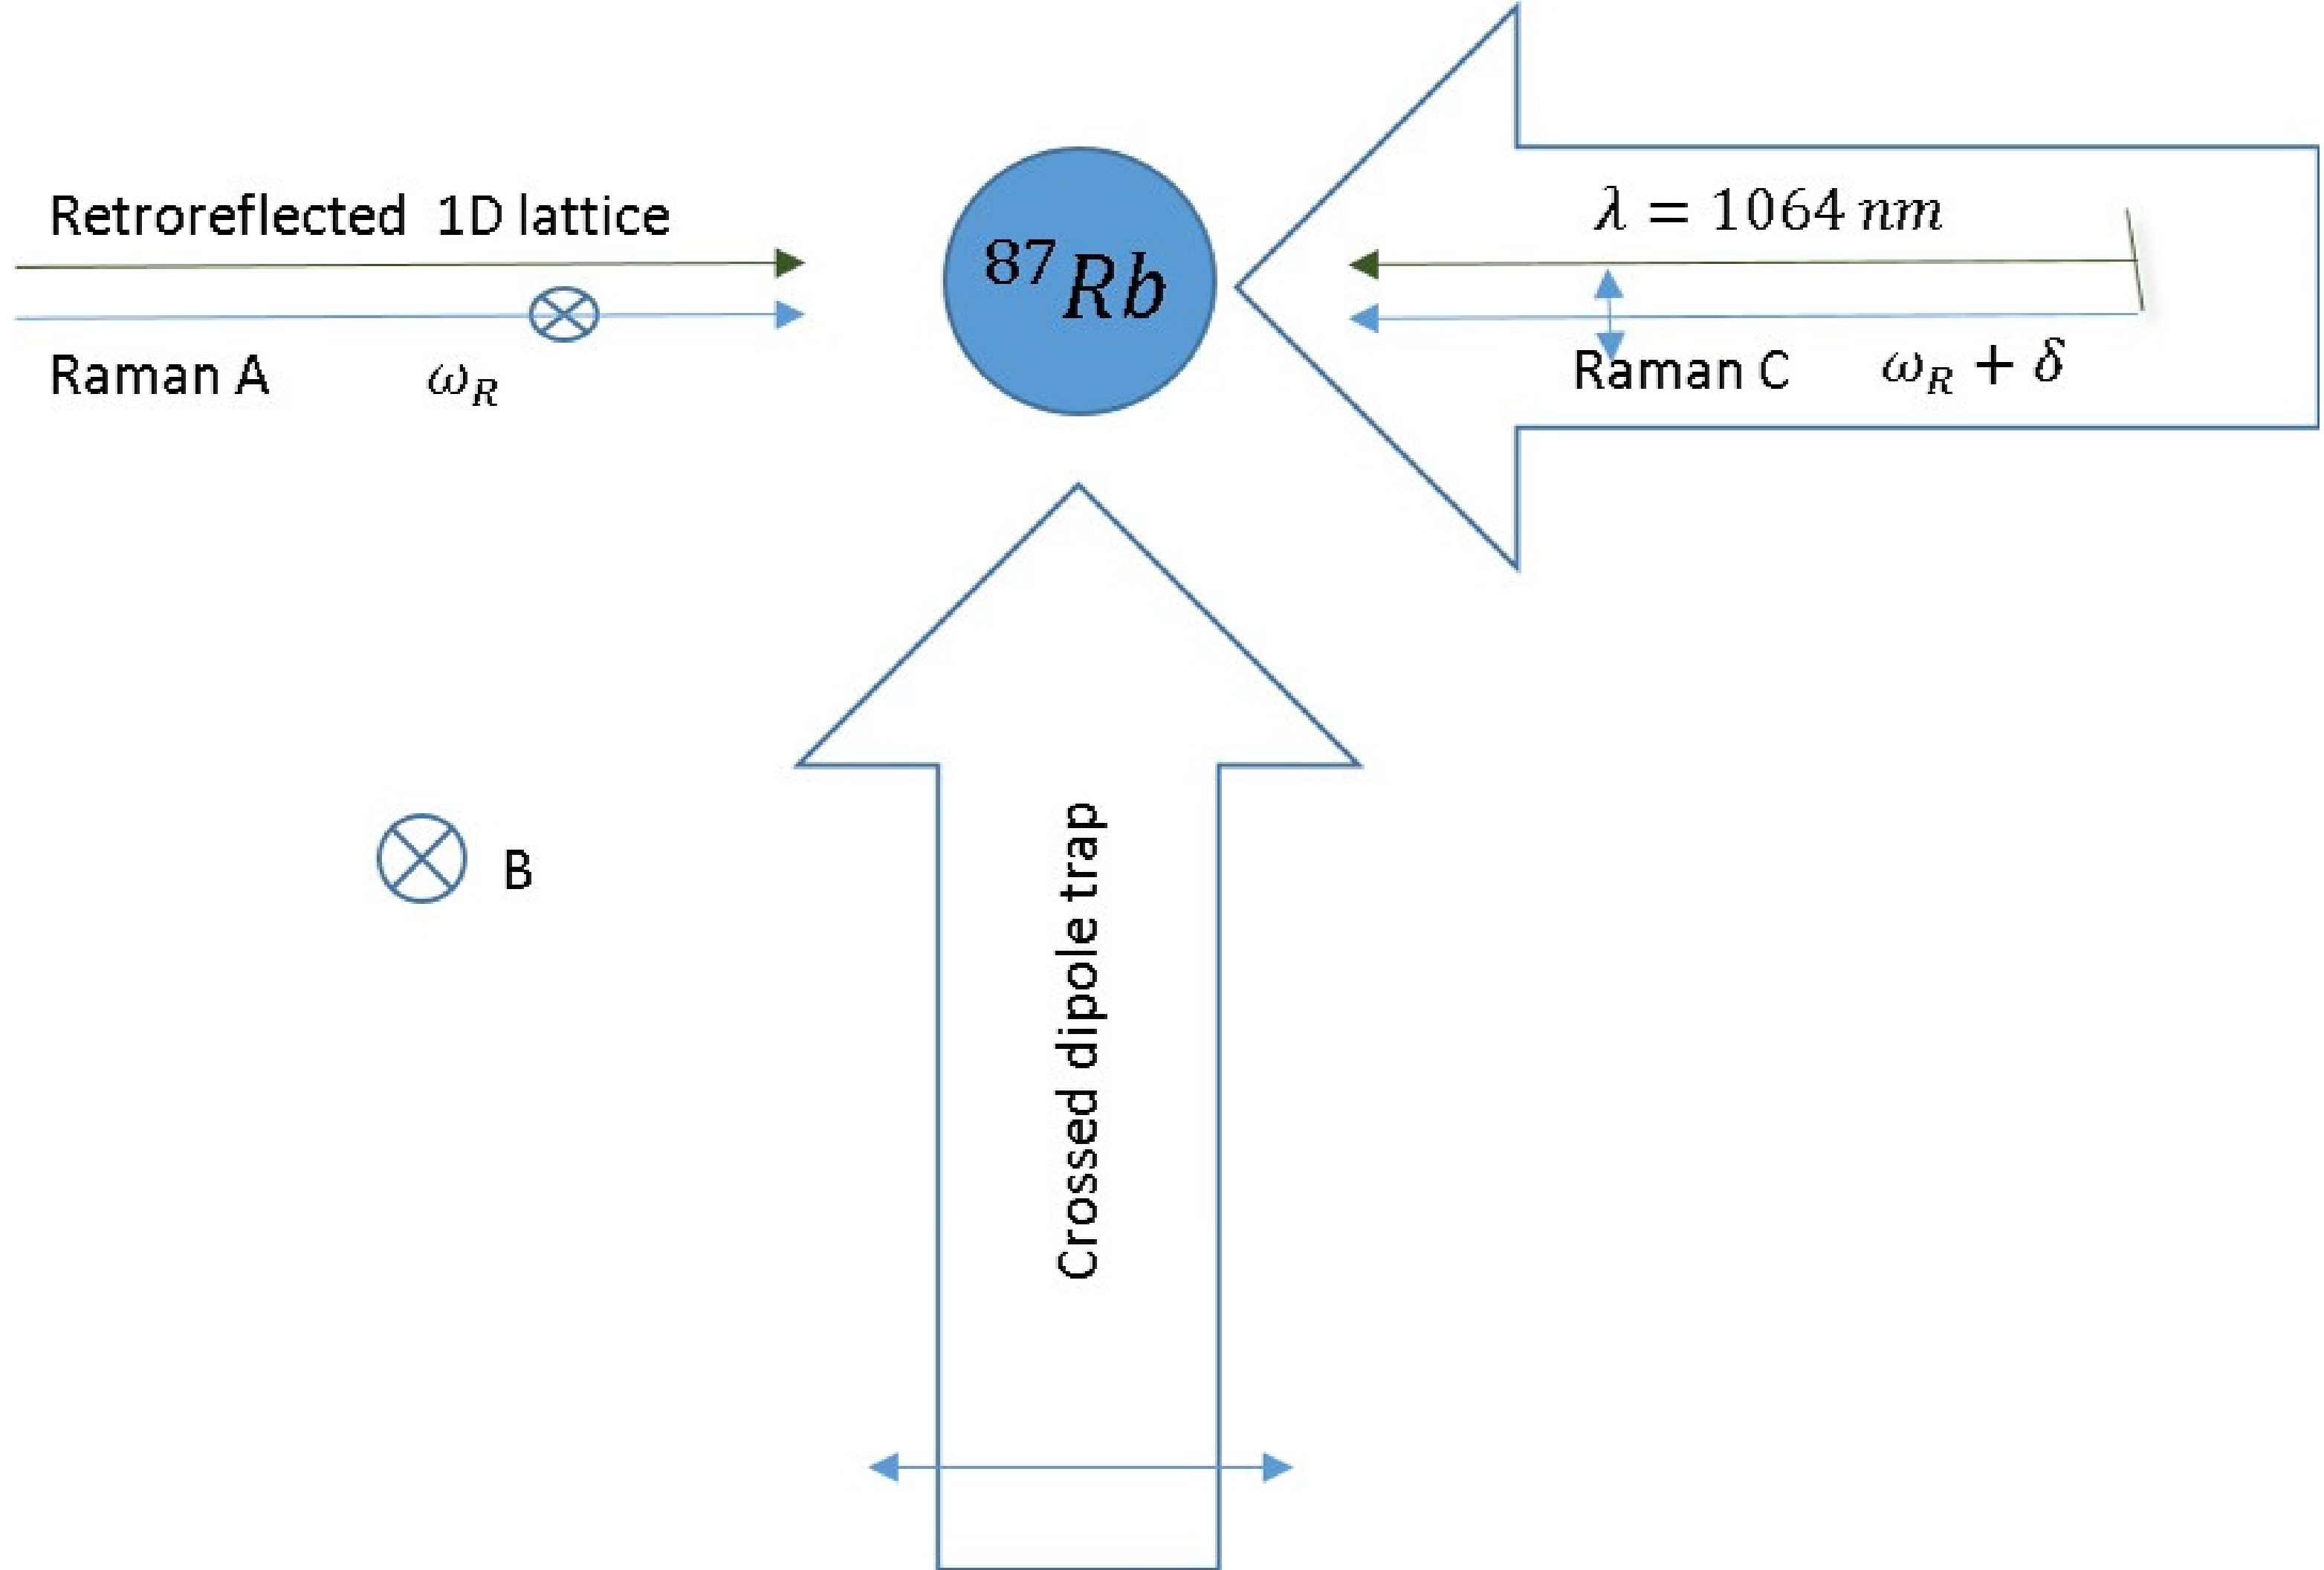 Retroreflected 1D lattice
λ = 1064 nm
⁸⁷Rb
Raman A ω_R
Raman C ω_R + δ
B
Crossed dipole trap